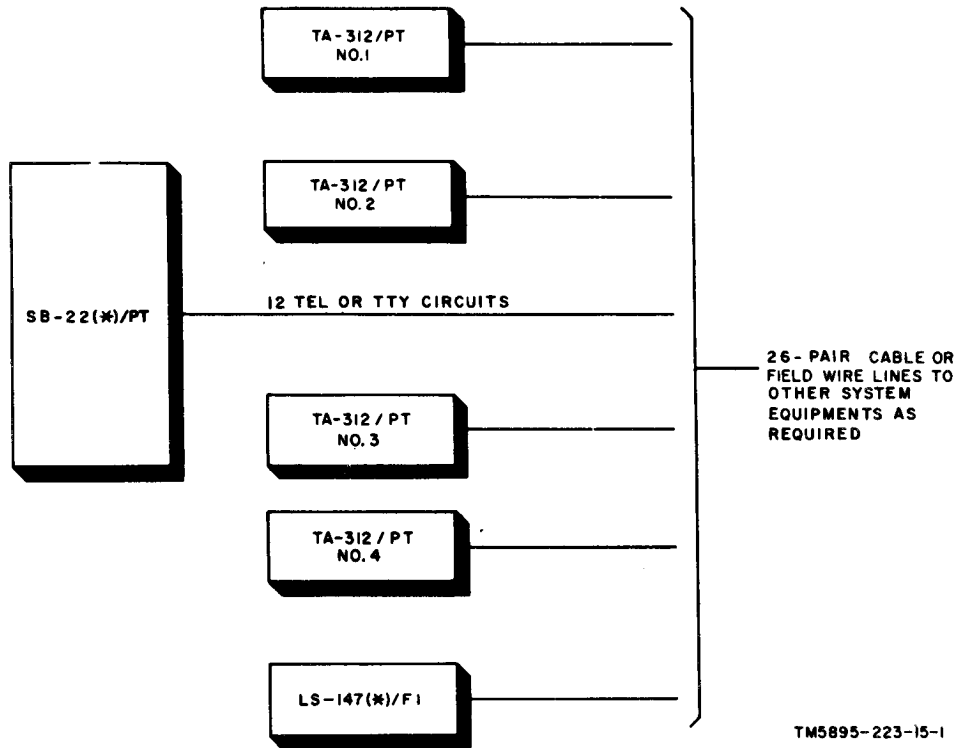 TA-312/PT
NO.1
TA-312/PT
NO.2
SB-22(*)/PT
12 TEL OR TTY CIRCUITS
26-PAIR CABLE OR
FIELD WIRE LINES TO
OTHER SYSTEM
EQUIPMENTS AS
REQUIRED
TA-312/PT
NO.3
TA-312/PT
NO.4
LS-147(*)/FI
TM5895-223-15-1